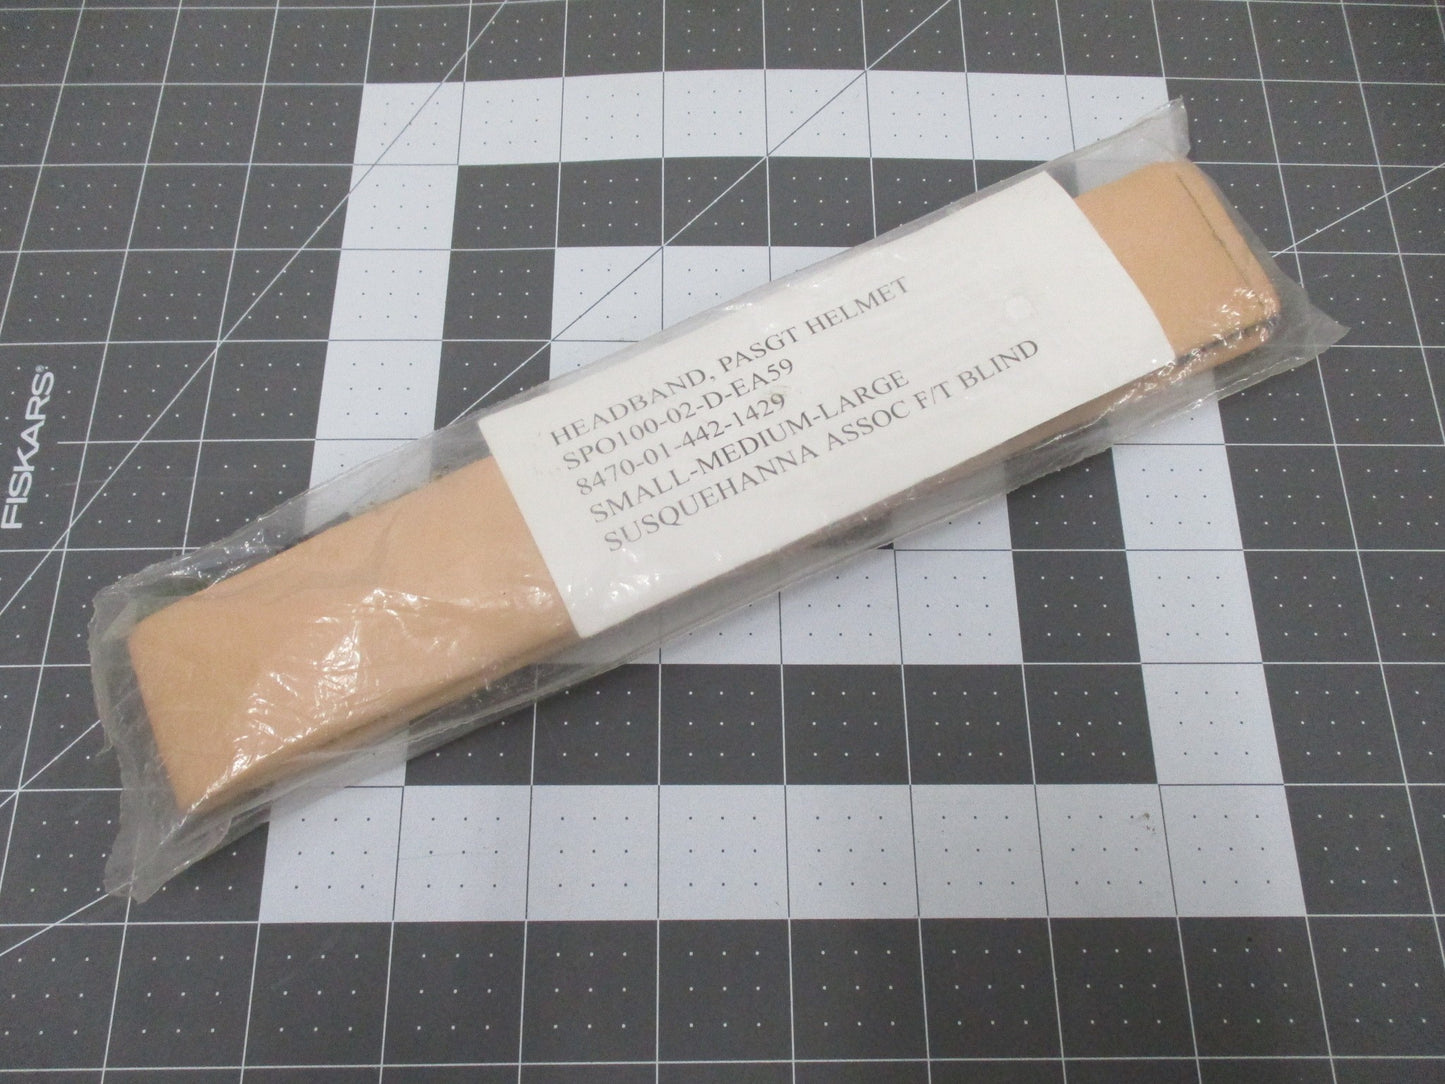 HEADBAND, PASGT HELMET
SPO100-02-D-EA59
8470-01-442-1429
SMALL-MEDIUM-LARGE
SUSQUEHANNA ASSOC F/T BLIND
FISKARS®